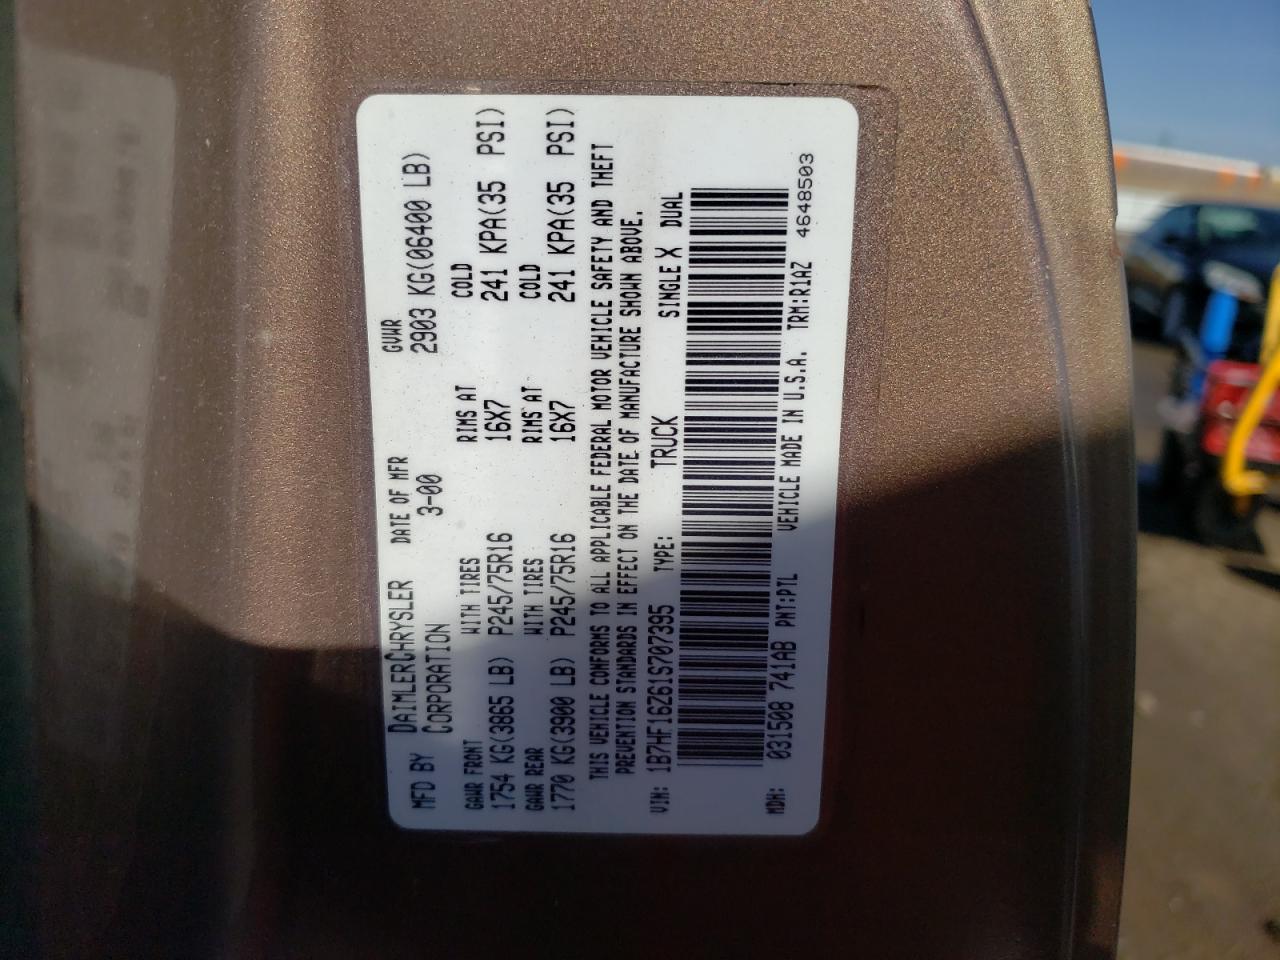 MFD BY DAIMLERCHRYSLER CORPORATION DATE OF MFR 3-00 GVWR 2903 KG(06400 LB)
GAWR FRONT WITH TIRES RIMS AT COLD
1754 KG(3865 LB) P245/75R16 16X7 241 KPA(35 PSI)
GAWR REAR WITH TIRES RIMS AT COLD
1770 KG(3900 LB) P245/75R16 16X7 241 KPA(35 PSI)
THIS VEHICLE CONFORMS TO ALL APPLICABLE FEDERAL MOTOR VEHICLE SAFETY AND THEFT
PREVENTION STANDARDS IN EFFECT ON THE DATE OF MANUFACTURE SHOWN ABOVE.
VIN: 1B7HF16Z61S707395 TYPE: TRUCK SINGLE X DUAL
MDH: 031508 741AB PNT:PTL VEHICLE MADE IN U.S.A. TRM:R1AZ 4648503